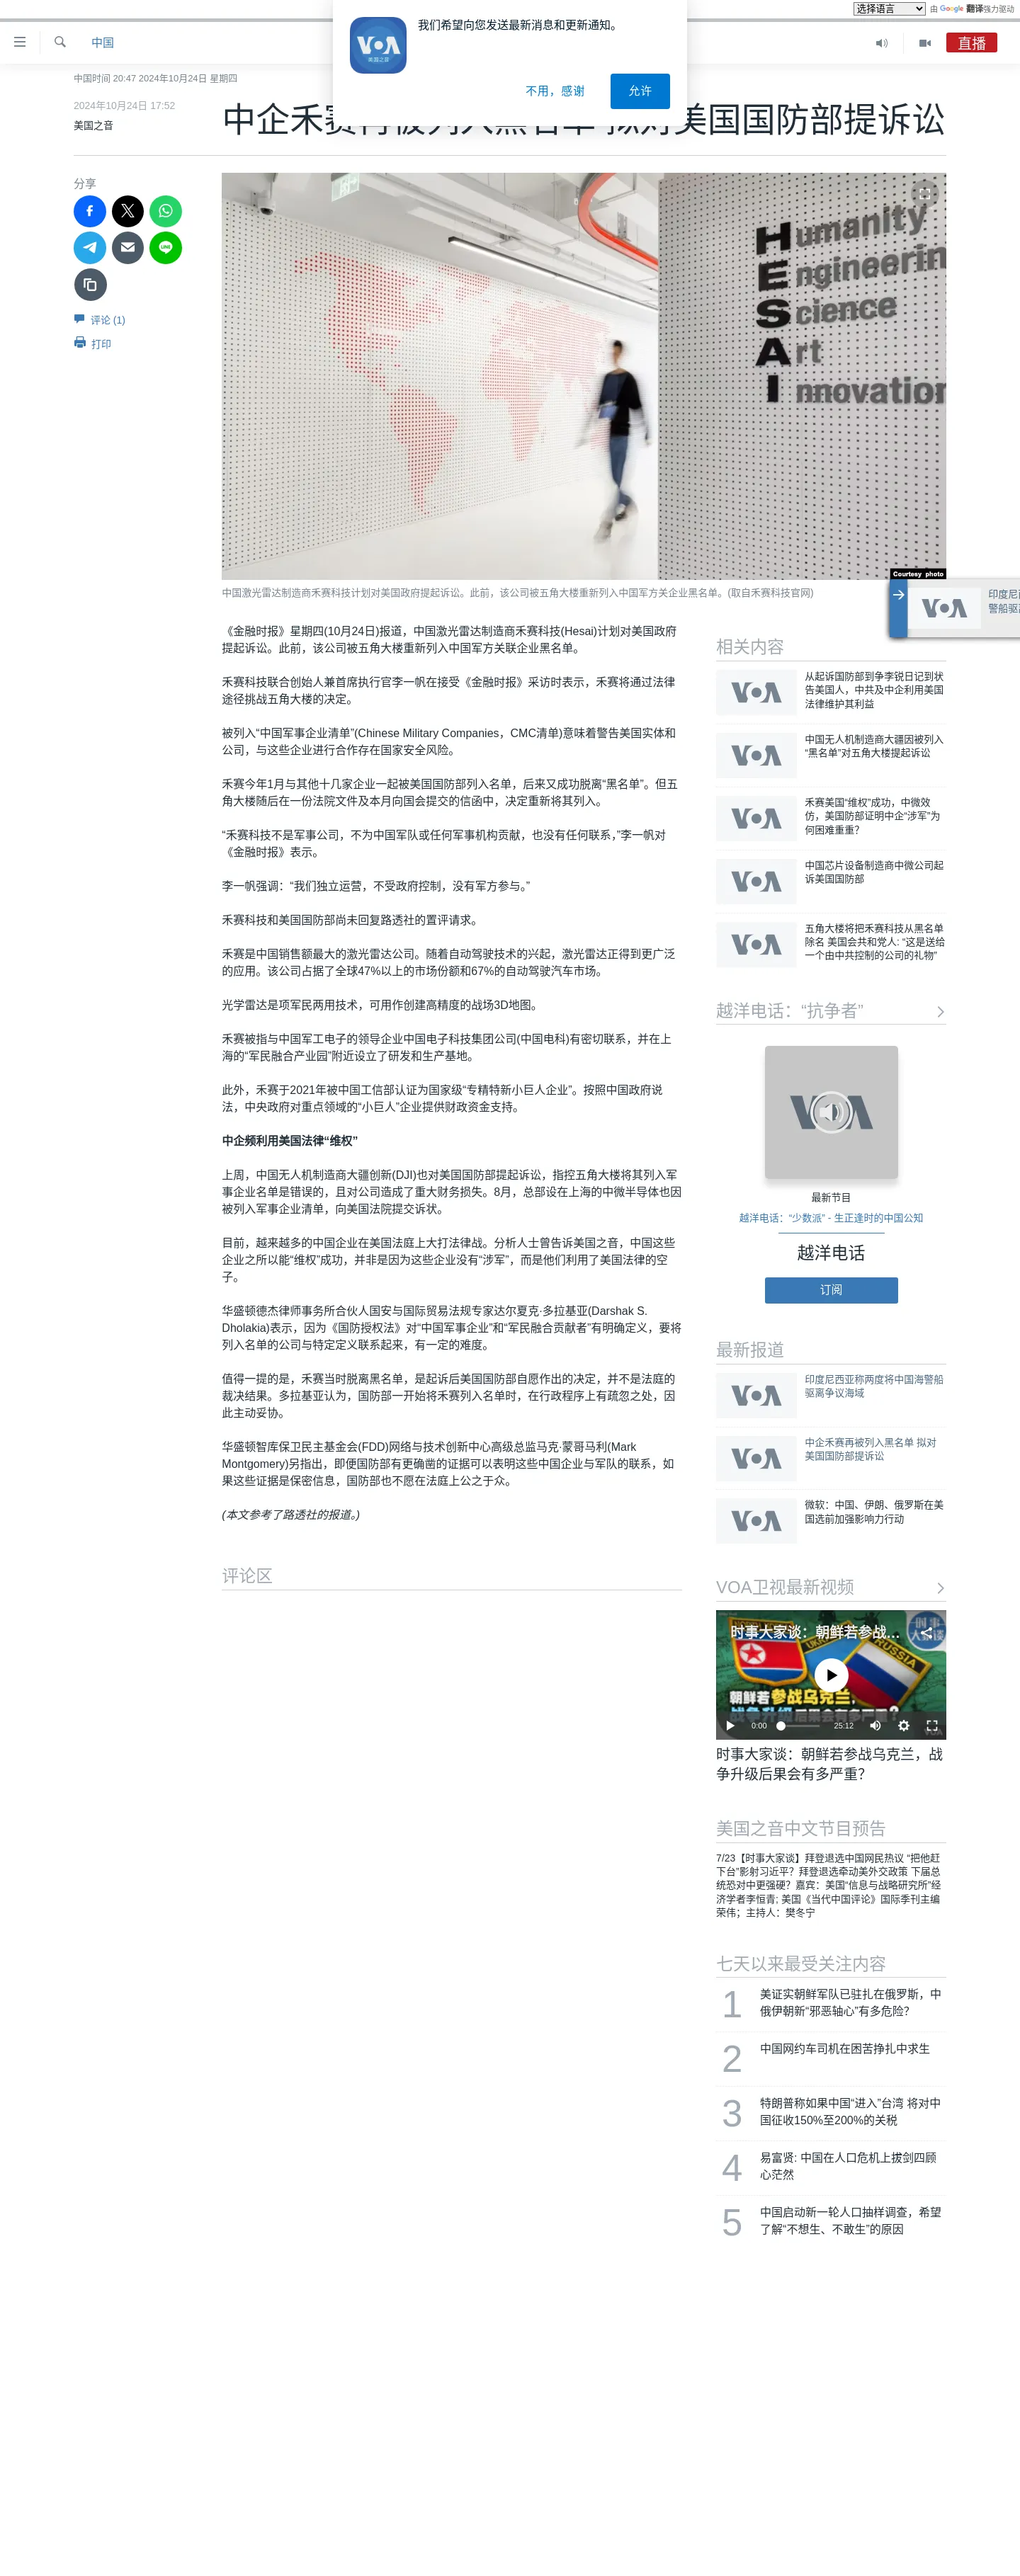 选择语言
由 Google 翻译强力驱动
VOA
美国之音
我们希望向您发送最新消息和更新通知。
不用，感谢
允许
中国
直播
中国时间 20:47 2024年10月24日 星期四
2024年10月24日 17:52
美国之音
美国国防部提诉讼
分享
评论 (1)
打印
HESAI
Humanity
Engineering
Science
Art
Innovation
Courtesy photo
中国激光雷达制造商禾赛科技计划对美国政府提起诉讼。此前，该公司被五角大楼重新列入中国军方关企业黑名单。(取自禾赛科技官网)
VOA
《金融时报》星期四(10月24日)报道，中国激光雷达制造商禾赛科技(Hesai)计划对美国政府
提起诉讼。此前，该公司被五角大楼重新列入中国军方关联企业黑名单。
禾赛科技联合创始人兼首席执行官李一帆在接受《金融时报》采访时表示，禾赛将通过法律
途径挑战五角大楼的决定。
被列入“中国军事企业清单”(Chinese Military Companies，CMC清单)意味着警告美国实体和
公司，与这些企业进行合作存在国家安全风险。
禾赛今年1月与其他十几家企业一起被美国国防部列入名单，后来又成功脱离“黑名单”。但五
角大楼随后在一份法院文件及本月向国会提交的信函中，决定重新将其列入。
“禾赛科技不是军事公司，不为中国军队或任何军事机构贡献，也没有任何联系，”李一帆对
《金融时报》表示。
李一帆强调：“我们独立运营，不受政府控制，没有军方参与。”
禾赛科技和美国国防部尚未回复路透社的置评请求。
禾赛是中国销售额最大的激光雷达公司。随着自动驾驶技术的兴起，激光雷达正得到更广泛
的应用。该公司占据了全球47%以上的市场份额和67%的自动驾驶汽车市场。
光学雷达是项军民两用技术，可用作创建高精度的战场3D地图。
禾赛被指与中国军工电子的领导企业中国电子科技集团公司(中国电科)有密切联系，并在上
海的“军民融合产业园”附近设立了研发和生产基地。
此外，禾赛于2021年被中国工信部认证为国家级“专精特新小巨人企业”。按照中国政府说
法，中央政府对重点领域的“小巨人”企业提供财政资金支持。
中企频利用美国法律“维权”
上周，中国无人机制造商大疆创新(DJI)也对美国国防部提起诉讼，指控五角大楼将其列入军
事企业名单是错误的，且对公司造成了重大财务损失。8月，总部设在上海的中微半导体也因
被列入军事企业清单，向美国法院提交诉状。
目前，越来越多的中国企业在美国法庭上大打法律战。分析人士曾告诉美国之音，中国这些
企业之所以能“维权”成功，并非是因为这些企业没有“涉军”，而是他们利用了美国法律的空
子。
华盛顿德杰律师事务所合伙人国安与国际贸易法规专家达尔夏克·多拉基亚(Darshak S.
Dholakia)表示，因为《国防授权法》对“中国军事企业”和“军民融合贡献者”有明确定义，要将
列入名单的公司与特定定义联系起来，有一定的难度。
值得一提的是，禾赛当时脱离黑名单，是起诉后美国国防部自愿作出的决定，并不是法庭的
裁决结果。多拉基亚认为，国防部一开始将禾赛列入名单时，在行政程序上有疏忽之处，因
此主动妥协。
华盛顿智库保卫民主基金会(FDD)网络与技术创新中心高级总监马克·蒙哥马利(Mark
Montgomery)另指出，即便国防部有更确凿的证据可以表明这些中国企业与军队的联系，如
果这些证据是保密信息，国防部也不愿在法庭上公之于众。
(本文参考了路透社的报道。)
评论区
相关内容
VOA
从起诉国防部到争李锐日记到状
告美国人，中共及中企利用美国
法律维护其利益
VOA
中国无人机制造商大疆因被列入
“黑名单”对五角大楼提起诉讼
VOA
禾赛美国“维权”成功，中微效
仿，美国防部证明中企“涉军”为
何困难重重？
VOA
中国芯片设备制造商中微公司起
诉美国国防部
VOA
五角大楼将把禾赛科技从黑名单
除名 美国会共和党人: “这是送给
一个由中共控制的公司的礼物”
越洋电话：“抗争者”
VOA
最新节目
越洋电话：“少数派” - 生正逢时的中国公知
越洋电话
订阅
最新报道
VOA
印度尼西亚称两度将中国海警船
驱离争议海域
VOA
中企禾赛再被列入黑名单 拟对
美国国防部提诉讼
VOA
微软：中国、伊朗、俄罗斯在美
国选前加强影响力行动
VOA卫视最新视频
时事大家谈：朝鲜若参战...
RUSSIA
朝鲜若参战乌克兰，
战争升级后果会有多严重？
0:00
25:12
时事大家谈：朝鲜若参战乌克兰，战
争升级后果会有多严重？
美国之音中文节目预告
7/23【时事大家谈】拜登退选中国网民热议 “把他赶
下台”影射习近平？拜登退选牵动美外交政策 下届总
统恐对中更强硬？嘉宾：美国“信息与战略研究所”经
济学者李恒青; 美国《当代中国评论》国际季刊主编
荣伟；主持人：樊冬宁
七天以来最受关注内容
1
美证实朝鲜军队已驻扎在俄罗斯，中
俄伊朝新“邪恶轴心”有多危险？
2
中国网约车司机在困苦挣扎中求生
3
特朗普称如果中国“进入”台湾 将对中
国征收150%至200%的关税
4
易富贤: 中国在人口危机上拔剑四顾
心茫然
5
中国启动新一轮人口抽样调查，希望
了解“不想生、不敢生”的原因